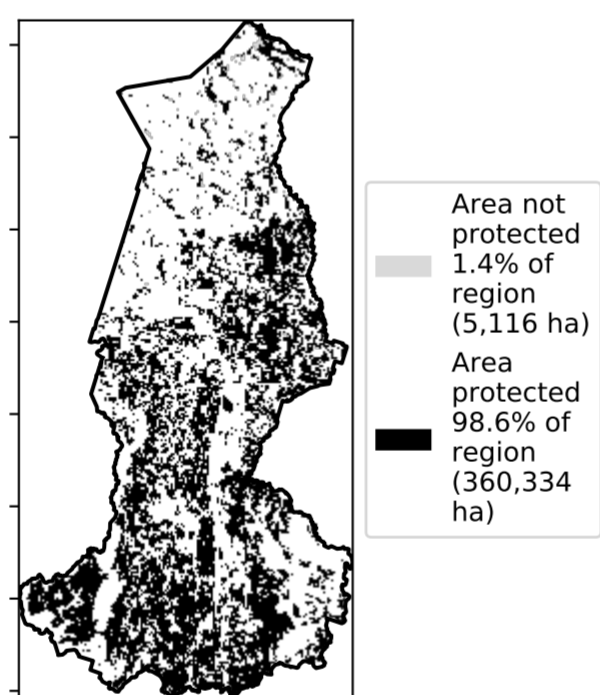 Area not
protected
1.4% of
region
(5,116 ha)
Area
protected
98.6% of
region
(360,334
ha)